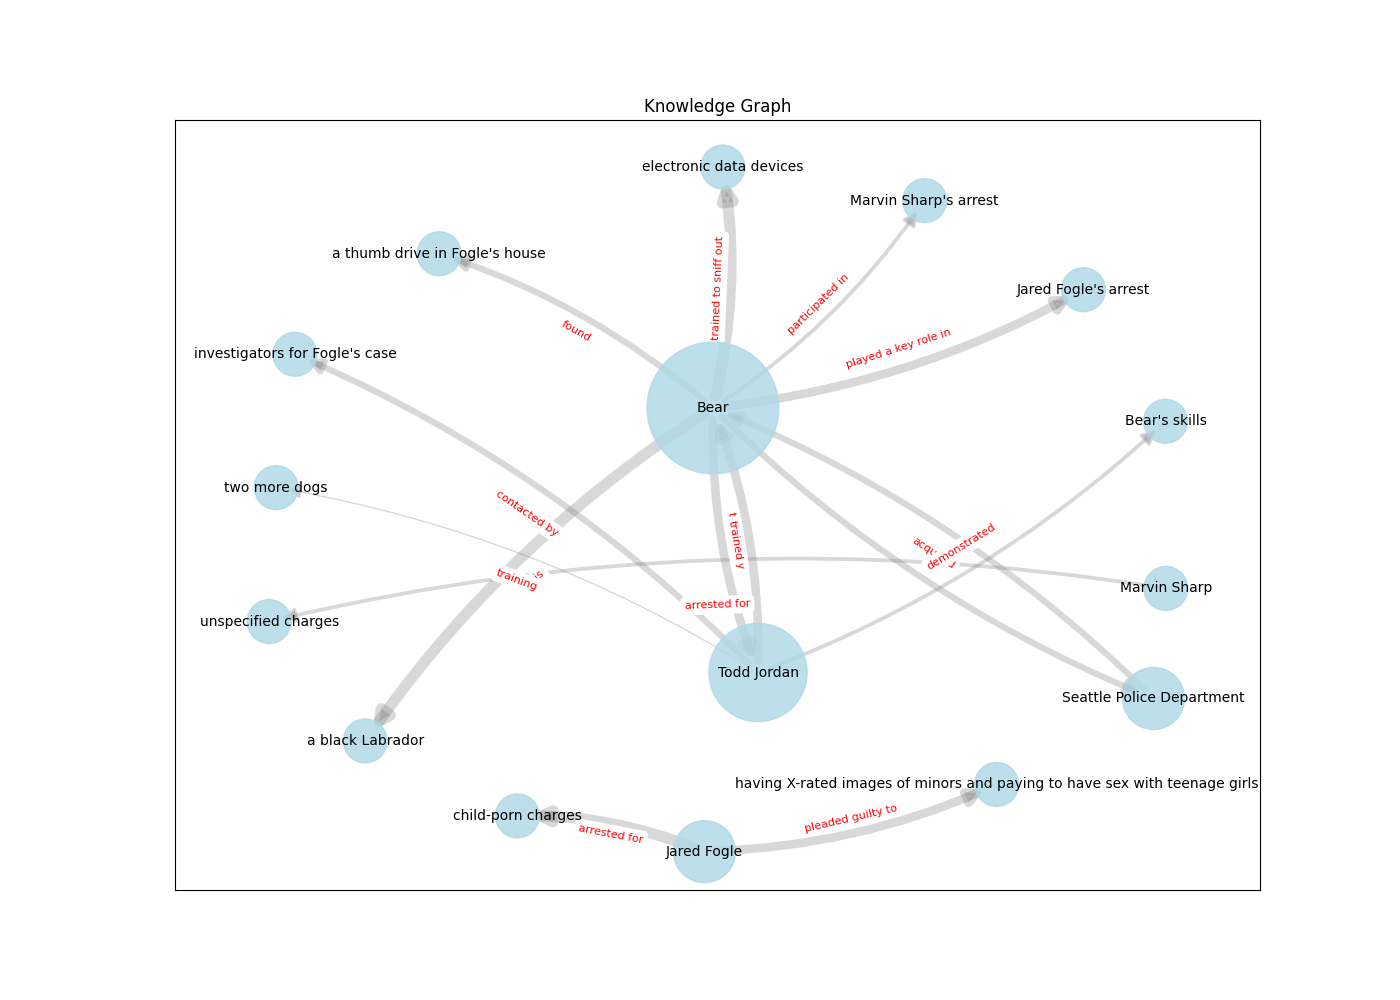 Knowledge Graph
electronic data devices
Marvin Sharp's arrest
a thumb drive in Fogle's house
trained to sniff out
participated in
Jared Fogle's arrest
found
played a key role in
investigators for Fogle's case
Bear
Bear's skills
two more dogs
contacted by
trained
demonstrated
training
Marvin Sharp
arrested for
unspecified charges
Todd Jordan
Seattle Police Department
a black Labrador
having X-rated images of minors and paying to have sex with teenage girls
child-porn charges
pleaded guilty to
arrested for
Jared Fogle